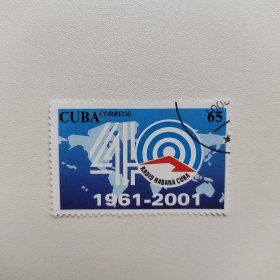 CUBA CORREOS 65
40
RADIO HABANA CUBA
1961-2001